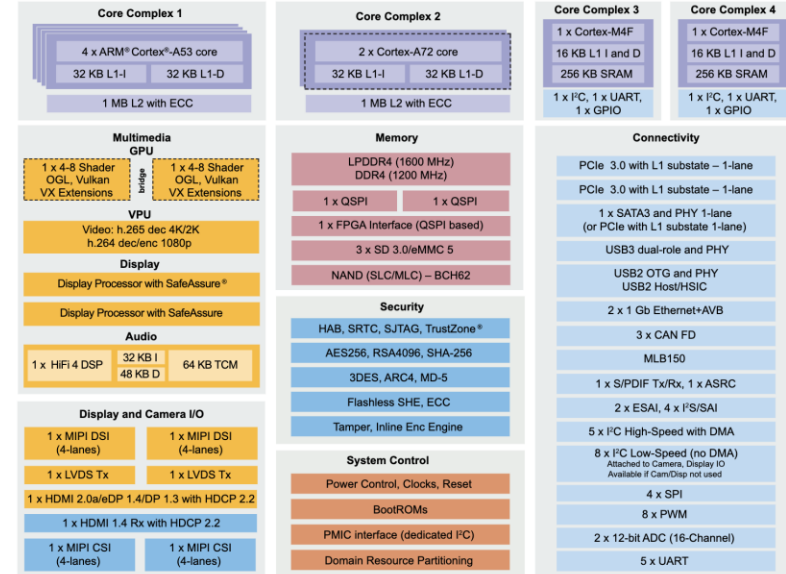 Core Complex 1
4 x ARM® Cortex®-A53 core
32 KB L1-I
32 KB L1-D
1 MB L2 with ECC
Core Complex 2
2 x Cortex-A72 core
32 KB L1-I
32 KB L1-D
1 MB L2 with ECC
Core Complex 3
1 x Cortex-M4F
16 KB L1 I and D
256 KB SRAM
1 x I²C, 1 x UART,
1 x GPIO
Core Complex 4
1 x Cortex-M4F
16 KB L1 I and D
256 KB SRAM
1 x I²C, 1 x UART,
1 x GPIO
Multimedia
GPU
1 x 4-8 Shader
OGL, Vulkan
VX Extensions
bridge
1 x 4-8 Shader
OGL, Vulkan
VX Extensions
VPU
Video: h.265 dec 4K/2K
h.264 dec/enc 1080p
Display
Display Processor with SafeAssure®
Display Processor with SafeAssure
Audio
1 x HiFi 4 DSP
32 KB I
48 KB D
64 KB TCM
Display and Camera I/O
1 x MIPI DSI
(4-lanes)
1 x MIPI DSI
(4-lanes)
1 x LVDS Tx
1 x LVDS Tx
1 x HDMI 2.0a/eDP 1.4/DP 1.3 with HDCP 2.2
1 x HDMI 1.4 Rx with HDCP 2.2
1 x MIPI CSI
(4-lanes)
1 x MIPI CSI
(4-lanes)
Memory
LPDDR4 (1600 MHz)
DDR4 (1200 MHz)
1 x QSPI
1 x QSPI
1 x FPGA Interface (QSPI based)
3 x SD 3.0/eMMC 5
NAND (SLC/MLC) – BCH62
Security
HAB, SRTC, SJTAG, TrustZone®
AES256, RSA4096, SHA-256
3DES, ARC4, MD-5
Flashless SHE, ECC
Tamper, Inline Enc Engine
System Control
Power Control, Clocks, Reset
BootROMs
PMIC interface (dedicated I²C)
Domain Resource Partitioning
Connectivity
PCIe 3.0 with L1 substate – 1-lane
PCIe 3.0 with L1 substate – 1-lane
1 x SATA3 and PHY 1-lane
(or PCIe with L1 substate 1-lane)
USB3 dual-role and PHY
USB2 OTG and PHY
USB2 Host/HSIC
2 x 1 Gb Ethernet+AVB
3 x CAN FD
MLB150
1 x S/PDIF Tx/Rx, 1 x ASRC
2 x ESAI, 4 x I²S/SAI
5 x I²C High-Speed with DMA
8 x I²C Low-Speed (no DMA)
Attached to Camera, Display IO
Available if Cam/Disp not used
4 x SPI
8 x PWM
2 x 12-bit ADC (16-Channel)
5 x UART